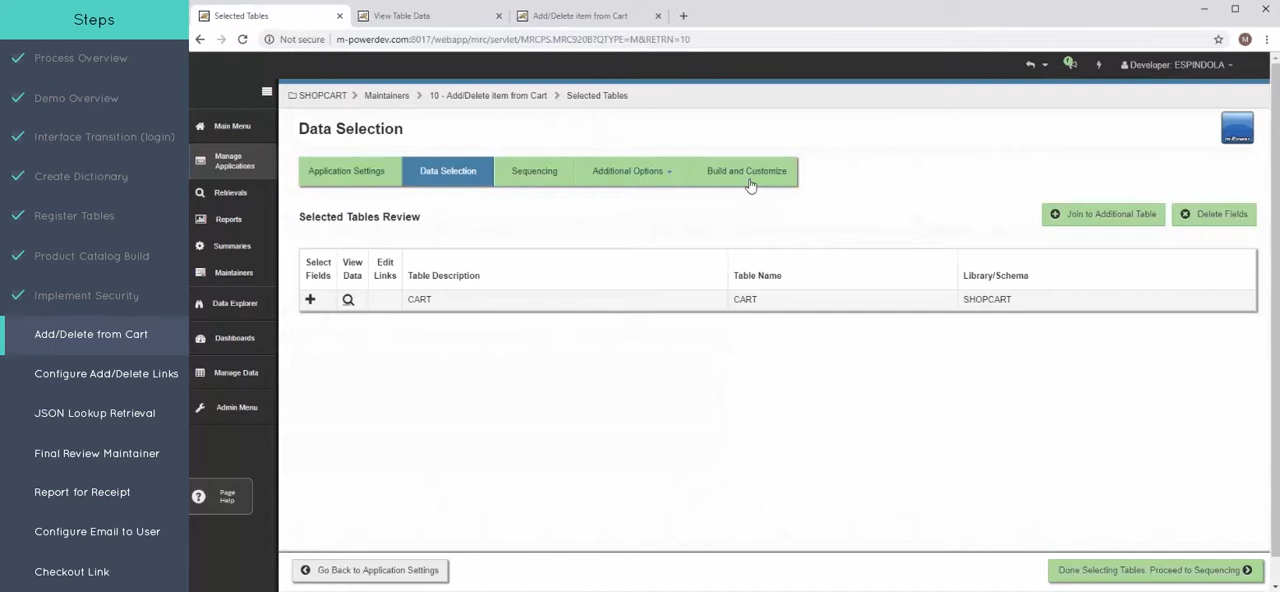 Steps
Process Overview
Demo Overview
Interface Transition (login)
Create Dictionary
Register Tables
Product Catalog Build
Implement Security
Add/Delete from Cart
Configure Add/Delete Links
JSON Lookup Retrieval
Final Review Maintainer
Report for Receipt
Configure Email to User
Checkout Link
Selected Tables
View Table Data
Add/Delete item from Cart
Not secure
m-powerdev.com:8017/webapp/mrc/servlet/MRCPS.MRC920B?QTYPE=M&RETRN=10
M
Developer: ESPINDOLA
Main Menu
Manage
Applications
Retrievals
Reports
Summaries
Maintainers
Data Explorer
Dashboards
Manage Data
Admin Menu
Page
Help
SHOPCART > Maintainers > 10 - Add/Delete item from Cart > Selected Tables
Data Selection
m-Power
Application Settings
Data Selection
Sequencing
Additional Options
Build and Customize
Selected Tables Review
Join to Additional Table
Delete Fields
Select Fields
View Data
Edit Links
Table Description
Table Name
Library/Schema
CART
CART
SHOPCART
Go Back to Application Settings
Done Selecting Tables. Proceed to Sequencing